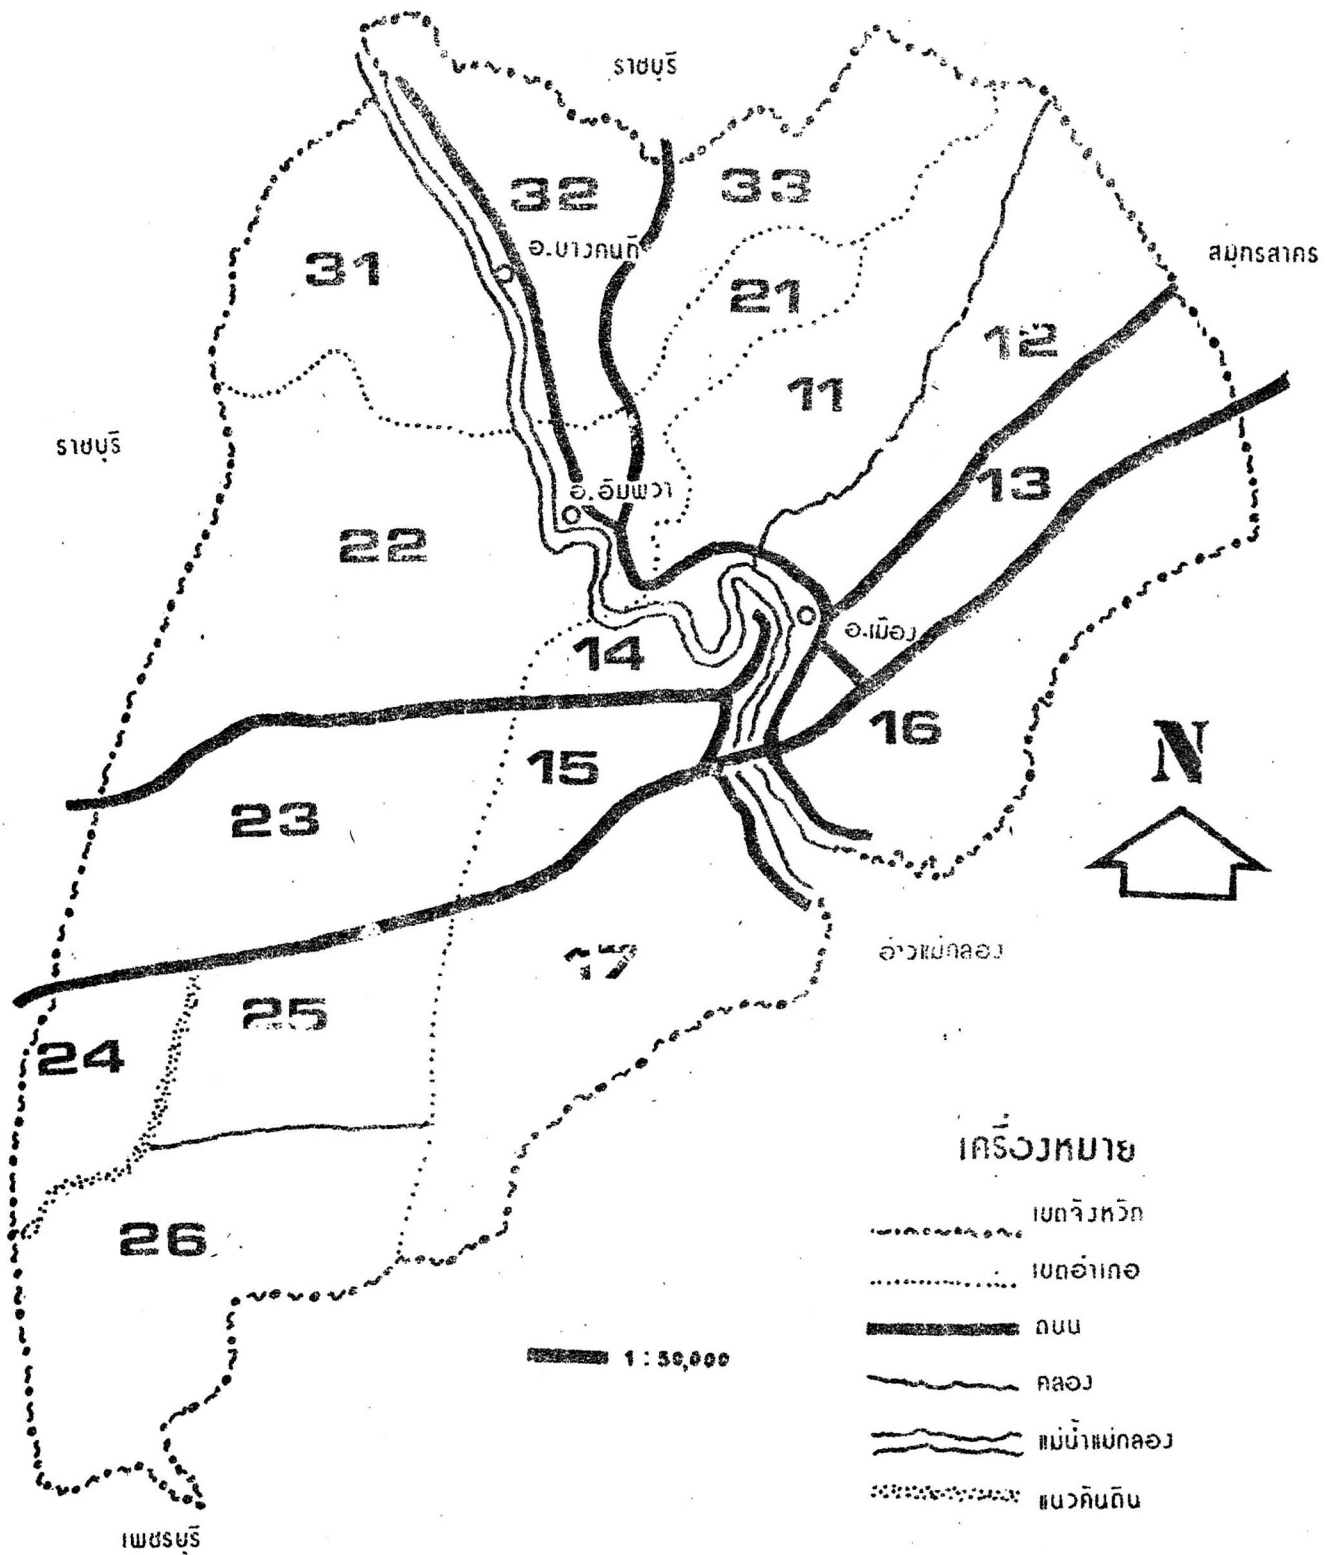 ราชบุรี
32
33
อ.บางคนที
สมุทรสาคร
31
21
12
11
ราชบุรี
13
อ.อัมพวา
22
อ.เมือง
14
16
N
15
23
17
อ่าวแม่กลอง
25
24
เครื่องหมาย
เขตจังหวัด
26
เขตอำเภอ
ถนน
1:50,000
คลอง
แม่น้ำแม่กลอง
แนวคันดิน
เพชรบุรี